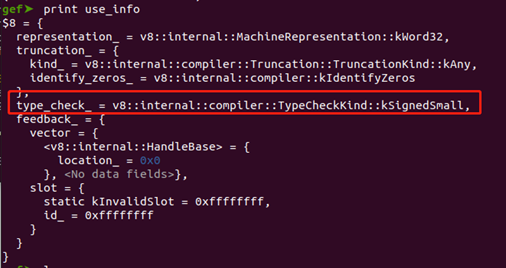 gef➤  print use_info
$8 = {
  representation_ = v8::internal::MachineRepresentation::kWord32,
  truncation_ = {
    kind_ = v8::internal::compiler::Truncation::TruncationKind::kAny,
    identify_zeros_ = v8::internal::compiler::kIdentifyZeros
  },
  type_check_ = v8::internal::compiler::TypeCheckKind::kSignedSmall,
  feedback_ = {
    vector = {
      <v8::internal::HandleBase> = {
        location_ = 0x0
      }, <No data fields>},
    slot = {
      static kInvalidSlot = 0xffffffff,
      id_ = 0xffffffff
    }
  }
}